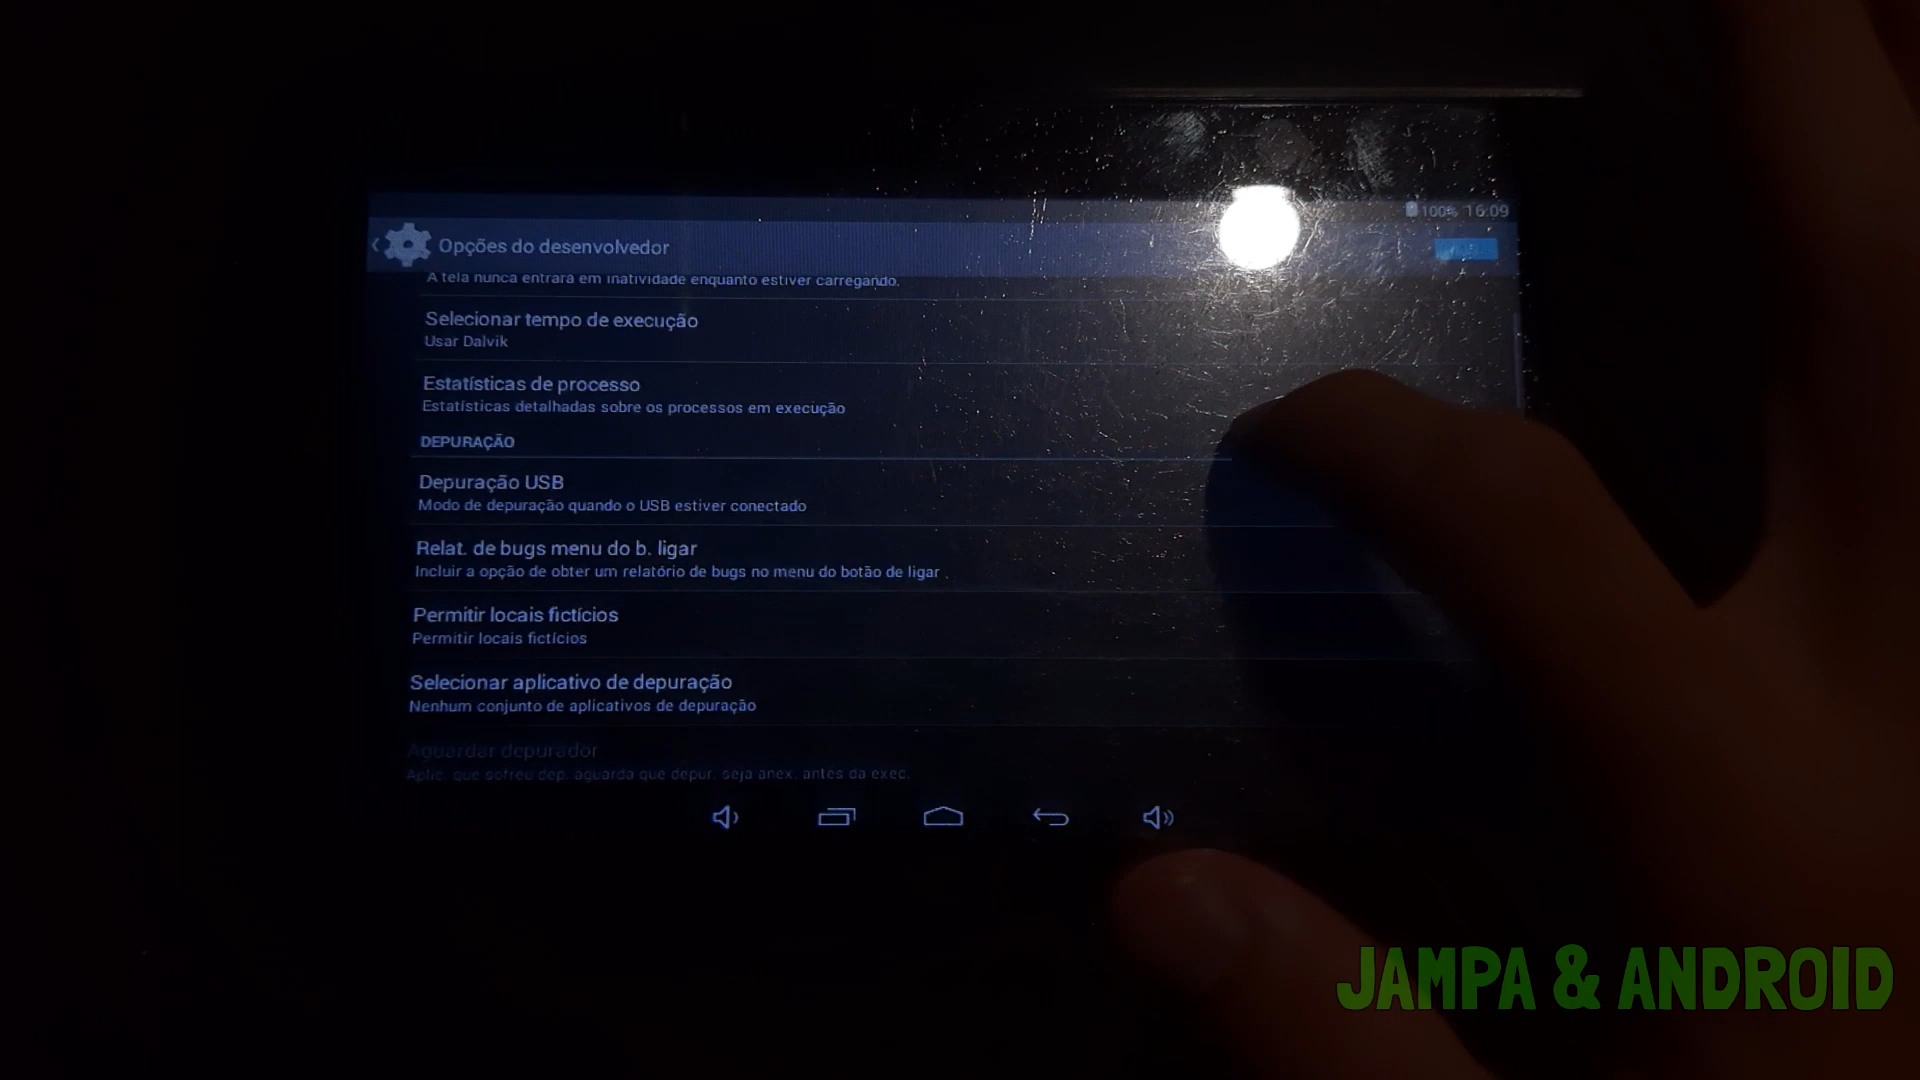 100% 16:09
Opções do desenvolvedor
A tela nunca entrará em inatividade enquanto estiver carregando.
Selecionar tempo de execução
Usar Dalvik
Estatísticas de processo
Estatísticas detalhadas sobre os processos em execução
DEPURAÇÃO
Depuração USB
Modo de depuração quando o USB estiver conectado
Relat. de bugs menu do b. ligar
Incluir a opção de obter um relatório de bugs no menu do botão de ligar
Permitir locais fictícios
Permitir locais fictícios
Selecionar aplicativo de depuração
Nenhum conjunto de aplicativos de depuração
Aguardar depurador
Aplic. que sofreu dep. aguarda que depur. seja anex. antes da exec.
JAMPA & ANDROID